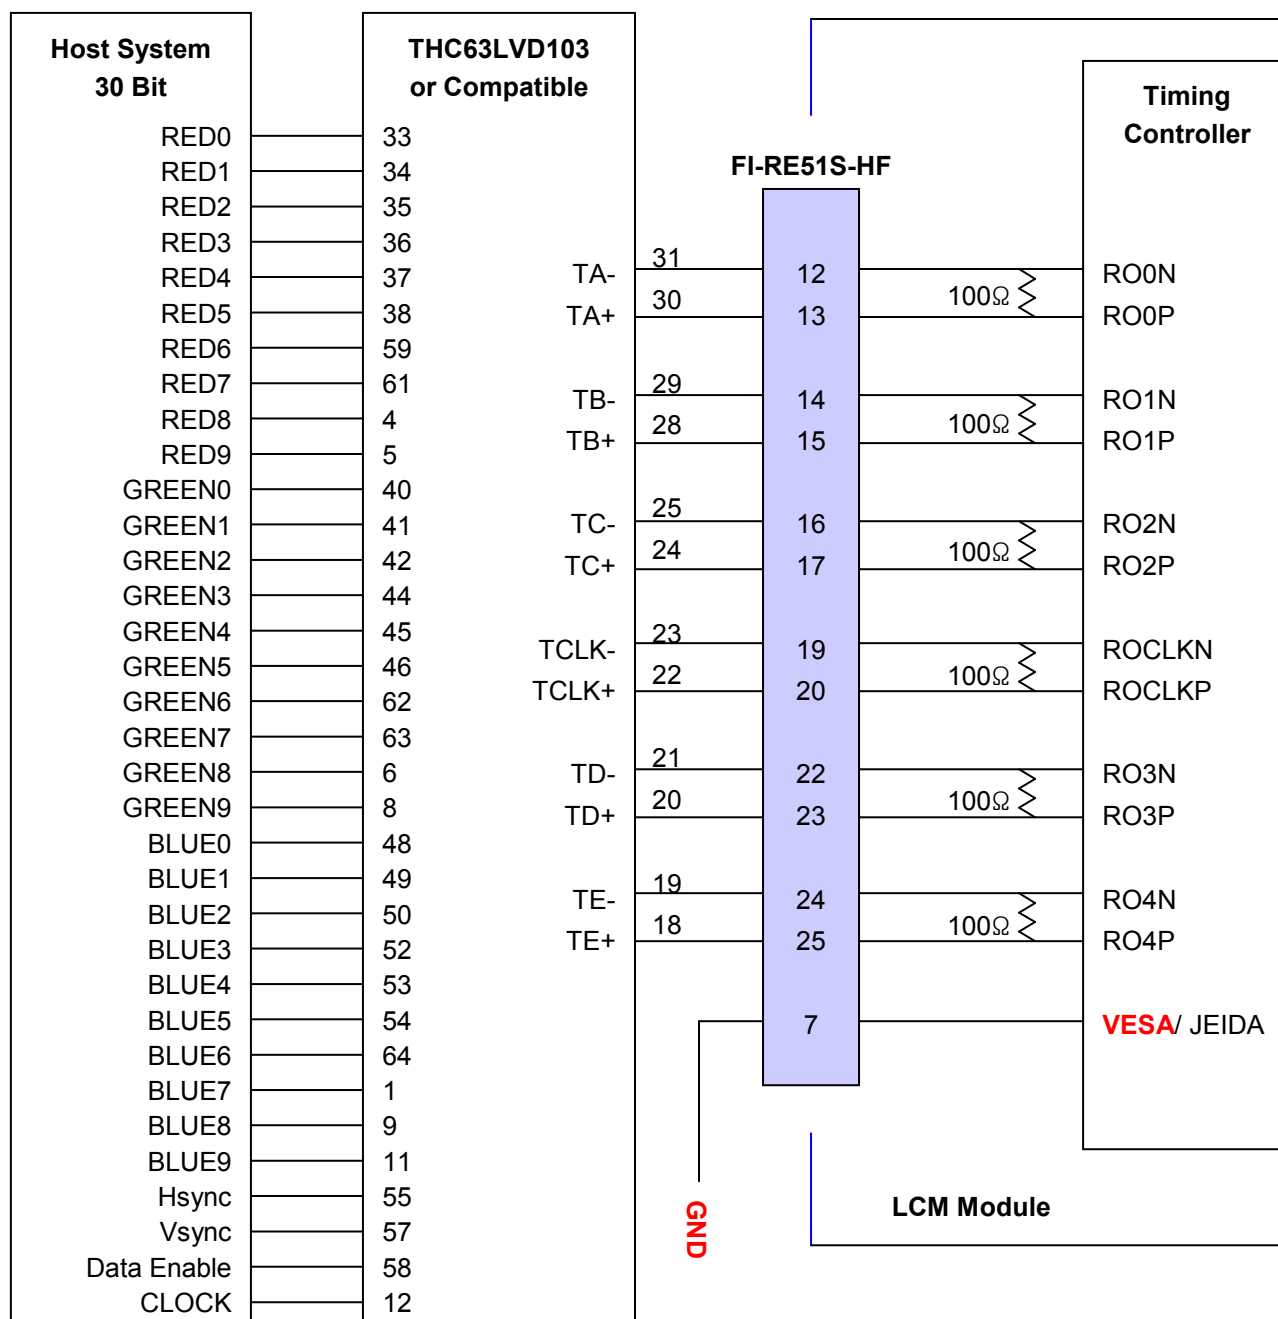 Host System
30 Bit
RED0
RED1
RED2
RED3
RED4
RED5
RED6
RED7
RED8
RED9
GREEN0
GREEN1
GREEN2
GREEN3
GREEN4
GREEN5
GREEN6
GREEN7
GREEN8
GREEN9
BLUE0
BLUE1
BLUE2
BLUE3
BLUE4
BLUE5
BLUE6
BLUE7
BLUE8
BLUE9
Hsync
Vsync
Data Enable
CLOCK
THC63LVD103
or Compatible
33
34
35
36
37
38
59
61
4
5
40
41
42
44
45
46
62
63
6
8
48
49
50
52
53
54
64
1
9
11
55
57
58
12
TA-
TA+
TB-
TB+
TC-
TC+
TCLK-
TCLK+
TD-
TD+
TE-
TE+
31
30
29
28
25
24
23
22
21
20
19
18
GND
FI-RE51S-HF
12
13
14
15
16
17
19
20
22
23
24
25
7
100Ω
100Ω
100Ω
100Ω
100Ω
100Ω
Timing
Controller
RO0N
RO0P
RO1N
RO1P
RO2N
RO2P
ROCLKN
ROCLKP
RO3N
RO3P
RO4N
RO4P
VESA/ JEIDA
LCM Module